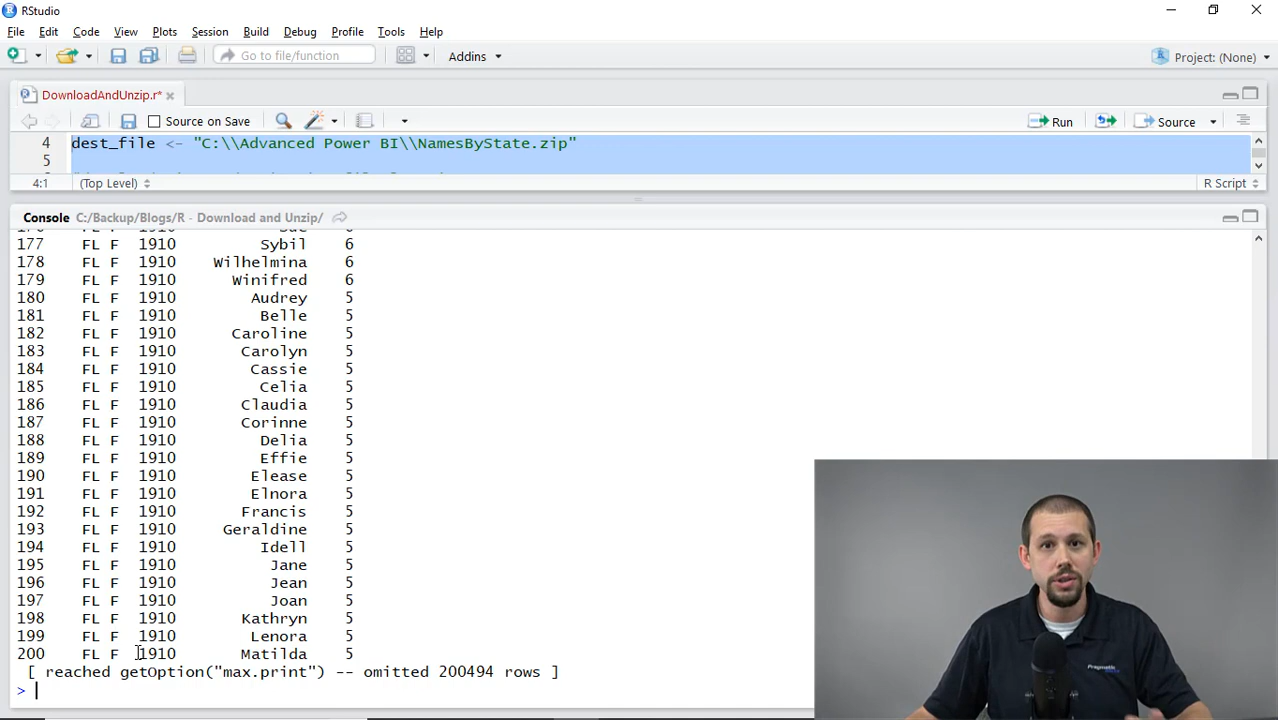 RStudio
File Edit Code View Plots Session Build Debug Profile Tools Help
Go to file/function Addins Project: (None)
DownloadAndUnzip.r*
Source on Save Run Source
4 dest_file <- "C:\\Advanced Power BI\\NamesByState.zip"
5
4:1 (Top Level) R Script
Console C:/Backup/Blogs/R - Download and Unzip/
177 FL F 1910 Sybil 6
178 FL F 1910 Wilhelmina 6
179 FL F 1910 Winifred 6
180 FL F 1910 Audrey 5
181 FL F 1910 Belle 5
182 FL F 1910 Caroline 5
183 FL F 1910 Carolyn 5
184 FL F 1910 Cassie 5
185 FL F 1910 Celia 5
186 FL F 1910 Claudia 5
187 FL F 1910 Corinne 5
188 FL F 1910 Delia 5
189 FL F 1910 Effie 5
190 FL F 1910 Elease 5
191 FL F 1910 Elnora 5
192 FL F 1910 Francis 5
193 FL F 1910 Geraldine 5
194 FL F 1910 Idell 5
195 FL F 1910 Jane 5
196 FL F 1910 Jean 5
197 FL F 1910 Joan 5
198 FL F 1910 Kathryn 5
199 FL F 1910 Lenora 5
200 FL F 1910 Matilda 5
[ reached getOption("max.print") -- omitted 200494 rows ]
>
Pragmatic